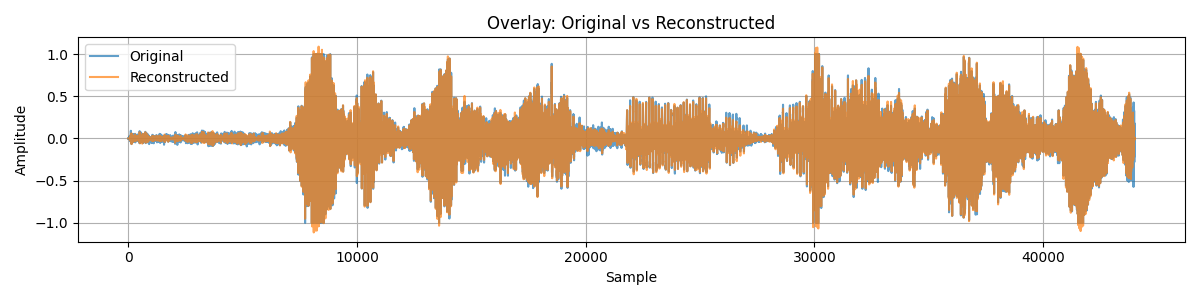 Overlay: Original vs Reconstructed
Original
Reconstructed
Amplitude
1.0
0.5
0.0
−0.5
−1.0
0
10000
20000
30000
40000
Sample